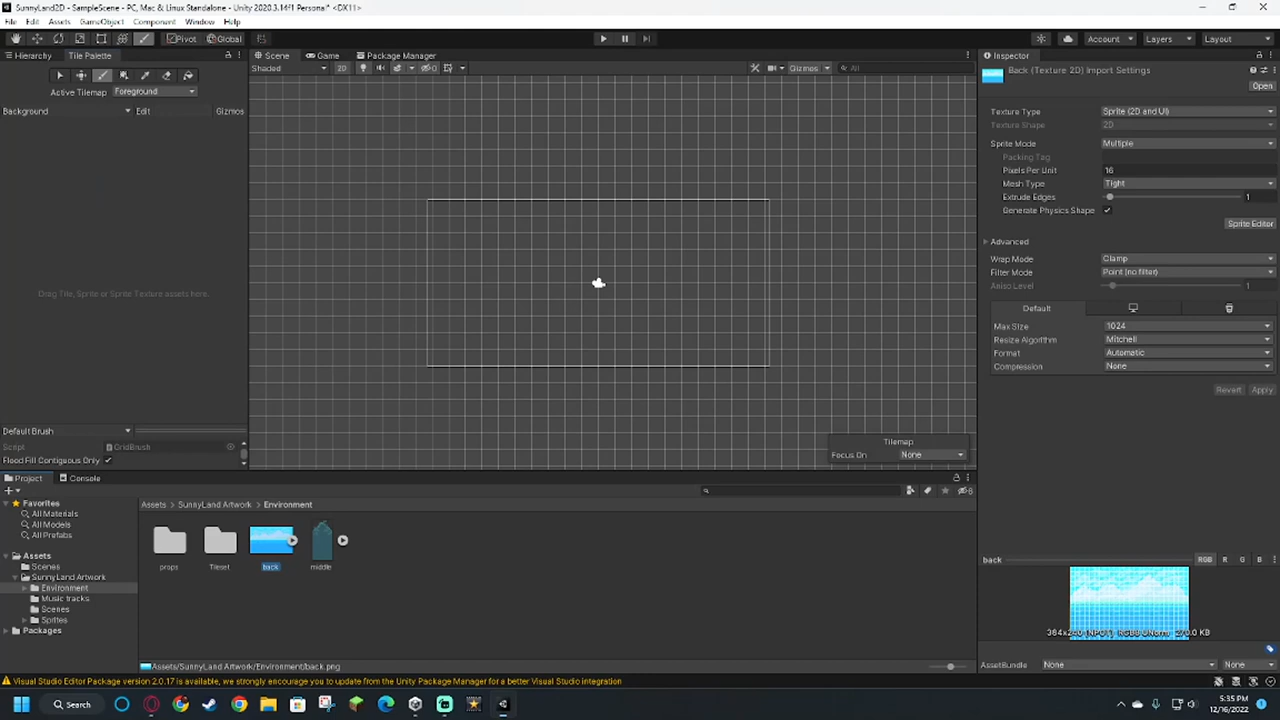 SunnyLand2D - SampleScene - PC, Mac & Linux Standalone - Unity 2020.3.14f1 Personal* <DX11>
File Edit Assets GameObject Component Window Help
Pivot Global Account Layers Layout
Hierarchy Tile Palette Scene Game Package Manager Inspector
Shaded 2D Gizmos All
Back (Texture 2D) Import Settings
Open
Active Tilemap Foreground
Background Edit Gizmos
Texture Type Sprite (2D and UI)
Texture Shape 2D
Sprite Mode Multiple
Packing Tag
Pixels Per Unit 16
Mesh Type Tight
Extrude Edges 1
Generate Physics Shape
Sprite Editor
Advanced
Wrap Mode Clamp
Filter Mode Point (no filter)
Aniso Level 1
Default
Max Size 1024
Resize Algorithm Mitchell
Format Automatic
Compression None
Revert Apply
Drag Tile, Sprite or Sprite Texture assets here.
Default Brush
Script GridBrush
Flood Fill Contiguous Only
Tilemap
Focus On None
Project Console
Favorites
All Materials
All Models
All Prefabs
Assets
Scenes
SunnyLand Artwork
Environment
Music tracks
Scenes
Sprites
Packages
Assets > SunnyLand Artwork > Environment
props Tileset back middle
Assets/SunnyLand Artwork/Environment/back.png
back RGB R G B
384x240 (NPOT) RGB8 UNorm 270.0 KB
AssetBundle None None
Visual Studio Editor Package version 2.0.17 is available, we strongly encourage you to update from the Unity Package Manager for a better Visual Studio integration
Search
5:35 PM
12/16/2022